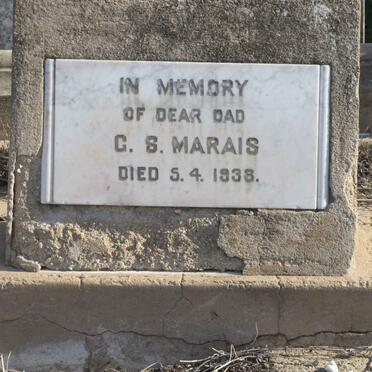 IN MEMORY
OF DEAR DAD
C. S. MARAIS
DIED 5. 4. 1938.